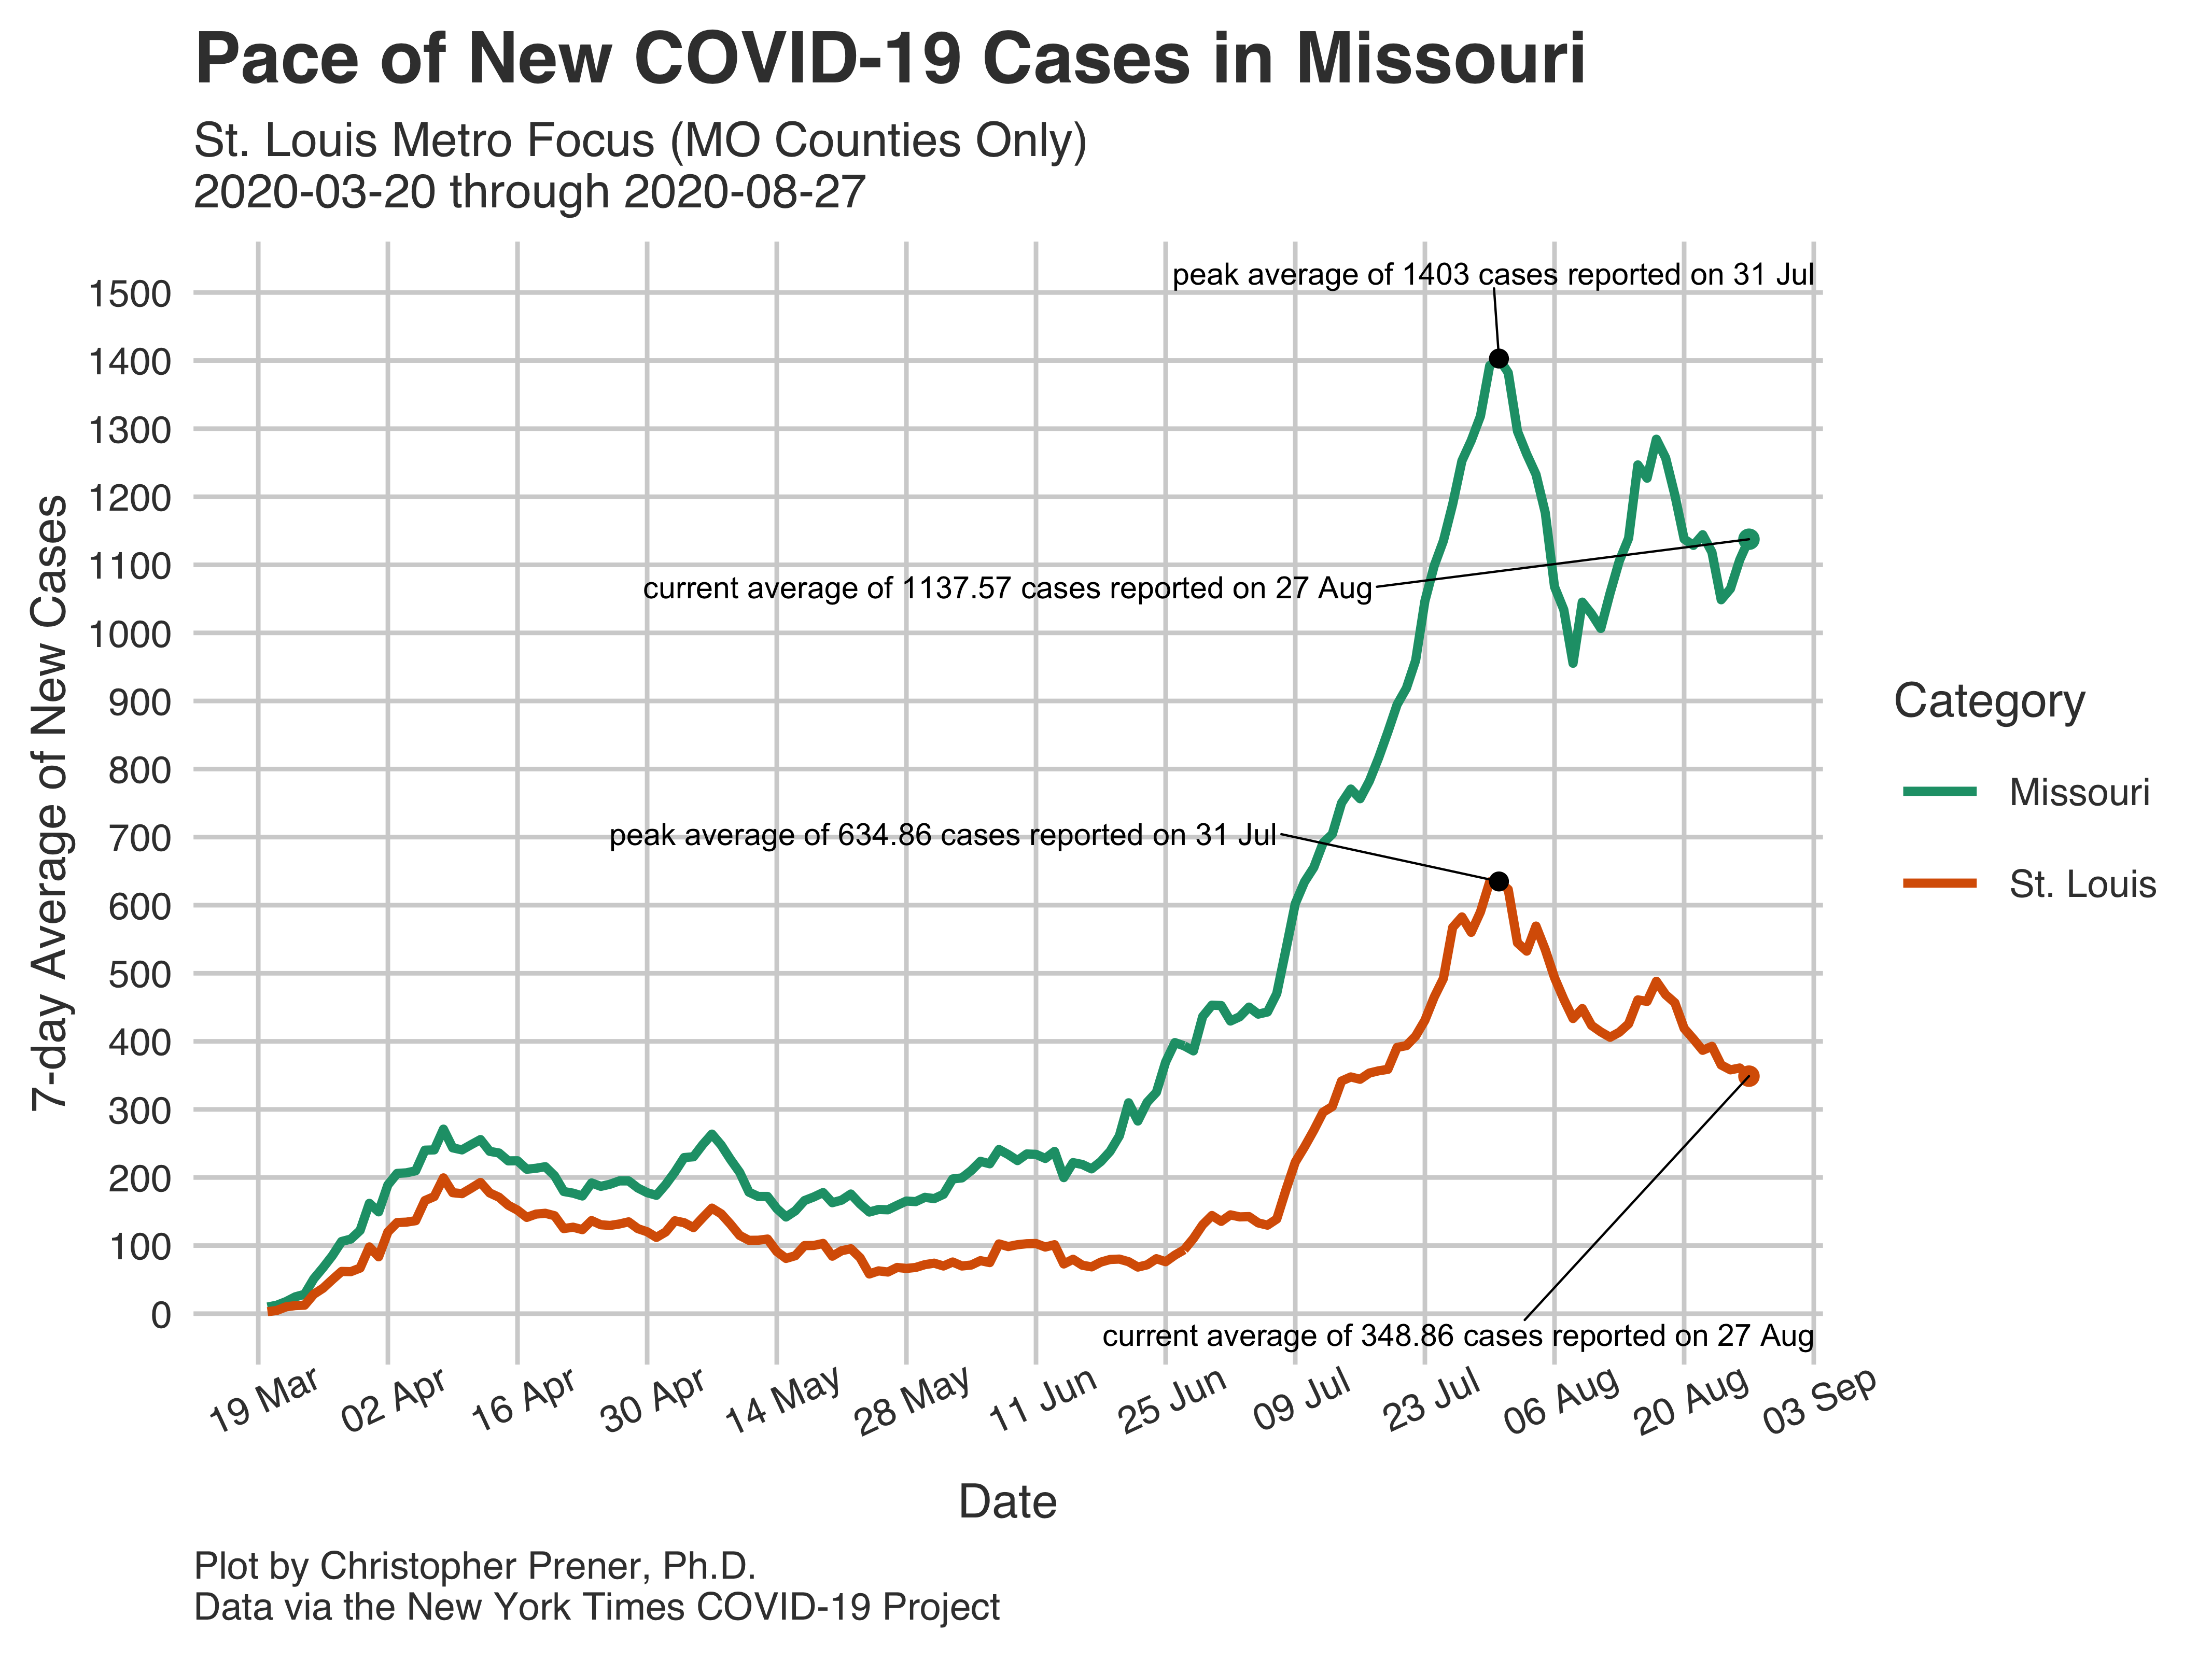 Pace of New COVID-19 Cases in Missouri
St. Louis Metro Focus (MO Counties Only)
2020-03-20 through 2020-08-27
peak average of 1403 cases reported on 31 Jul
1500
1400
1300
1200
1100
current average of 1137.57 cases reported on 27 Aug
1000
900
800
peak average of 634.86 cases reported on 31 Jul
700
600
500
400
300
200
100
0
current average of 348.86 cases reported on 27 Aug
7-day Average of New Cases
Category
Missouri
St. Louis
19 Mar
02 Apr
16 Apr
30 Apr
14 May
28 May
11 Jun
25 Jun
09 Jul
23 Jul
06 Aug
20 Aug
03 Sep
Date
Plot by Christopher Prener, Ph.D.
Data via the New York Times COVID-19 Project